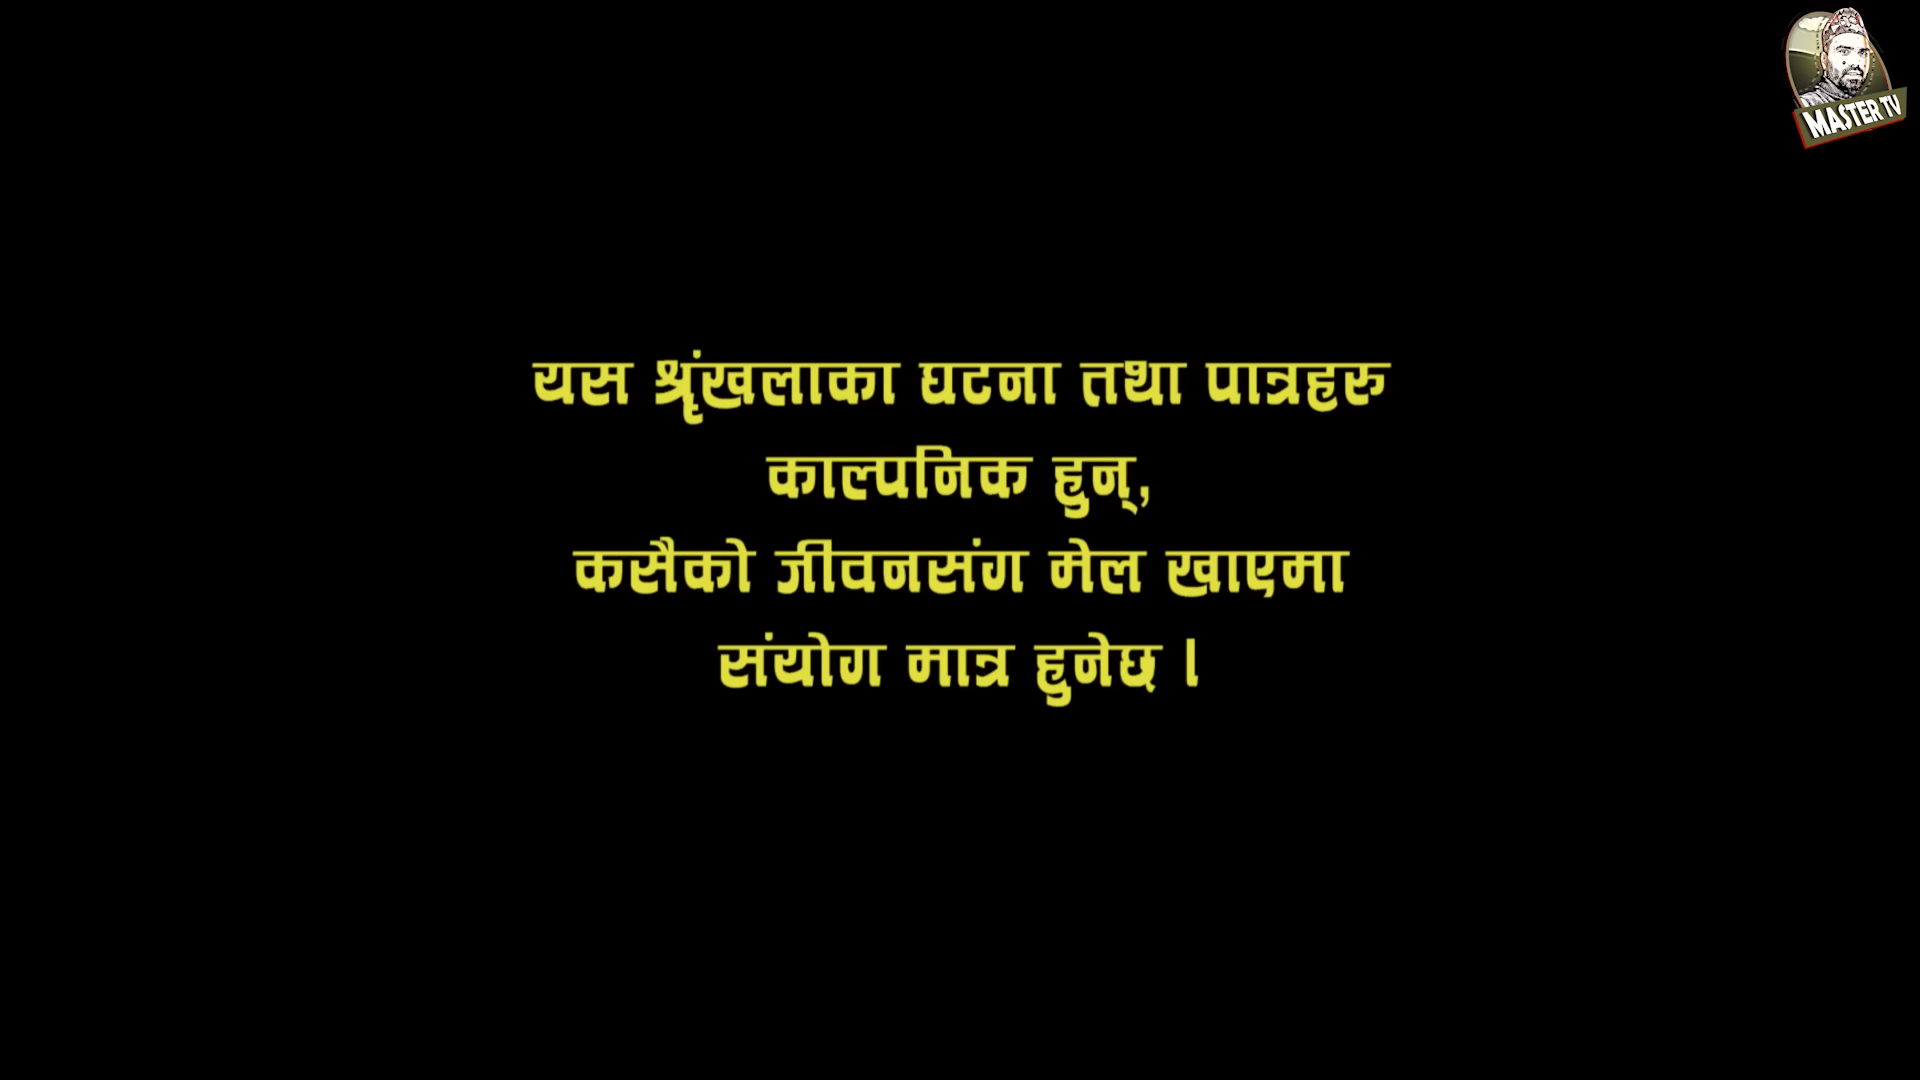 MASTER TV
यस श्रृंखलाका घटना तथा पात्रहरु
काल्पनिक हुन्,
कसैको जीवनसंग मेल खाएमा
संयोग मात्र हुनेछ ।